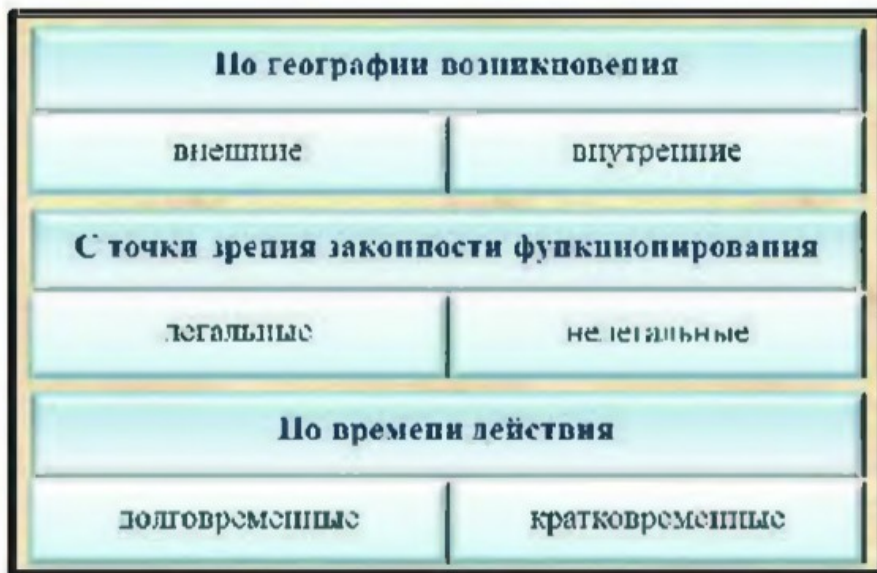 По географии возникновения
внешние
внутренние
С точки зрения законности функционирования
легальные
нелегальные
По времени действия
долговременные
кратковременные